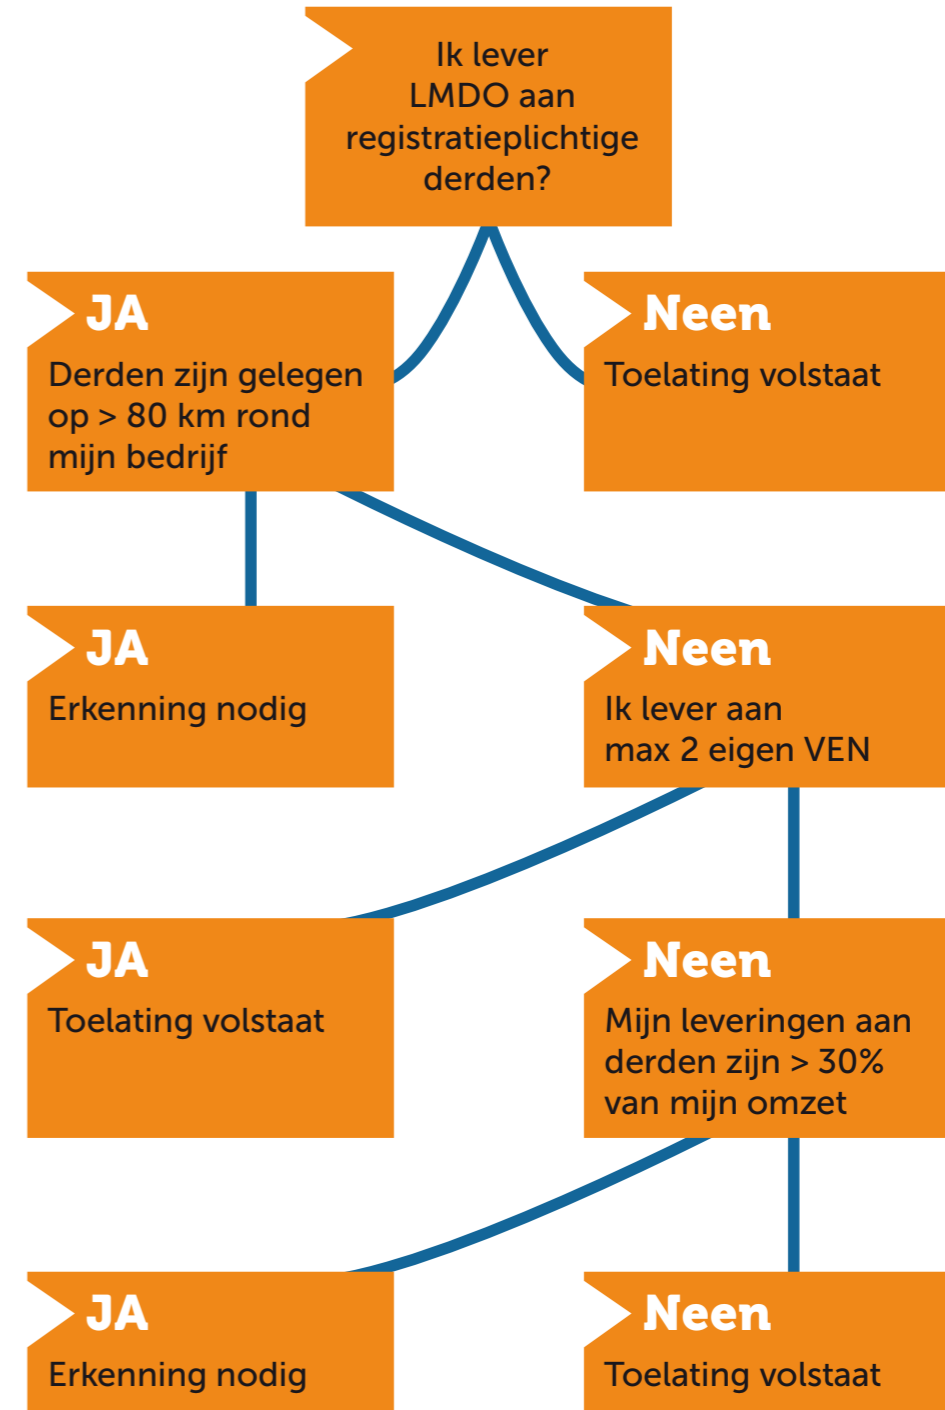 Ik lever
LMDO aan
registratieplichtige
derden?
JA
Derden zijn gelegen
op > 80 km rond
mijn bedrijf
Neen
Toelating volstaat
JA
Erkenning nodig
Neen
Ik lever aan
max 2 eigen VEN
JA
Toelating volstaat
Neen
Mijn leveringen aan
derden zijn > 30%
van mijn omzet
JA
Erkenning nodig
Neen
Toelating volstaat